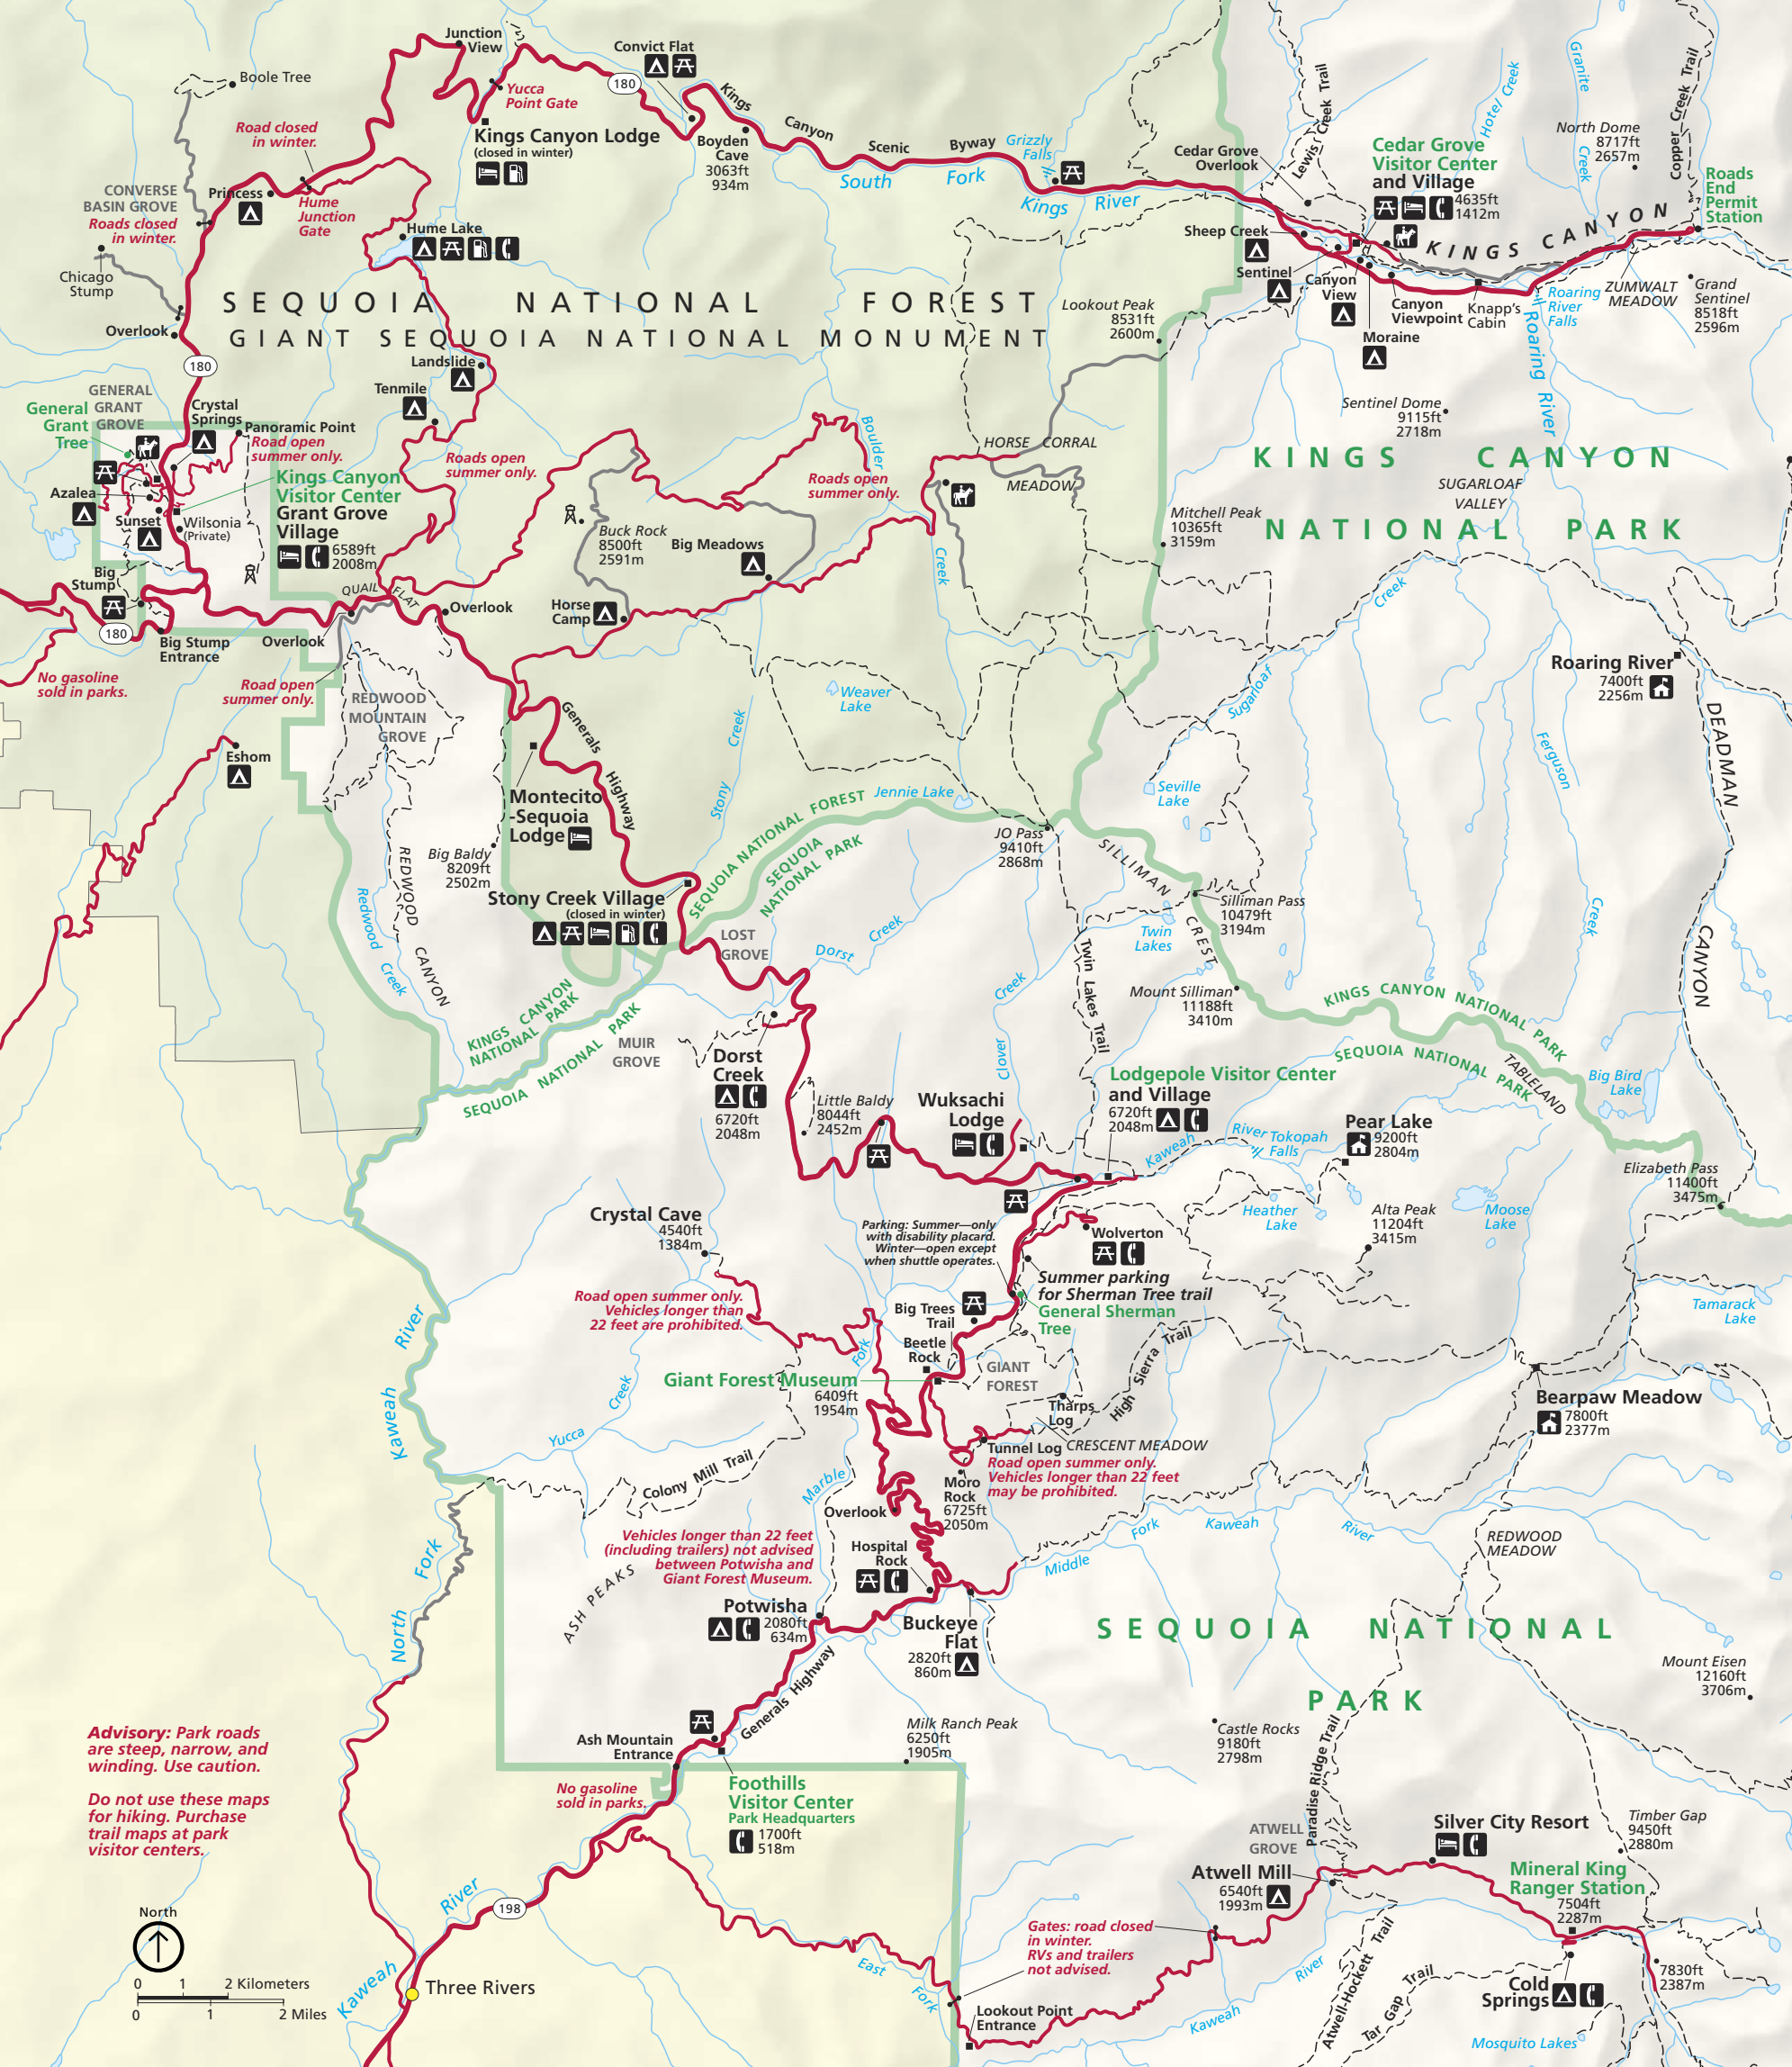 Junction
View
Convict Flat
180
Boole Tree
Yucca
Point Gate
Kings
Canyon
Scenic
Byway
Road closed
in winter.
Kings Canyon Lodge
(closed in winter)
Boyden
Cave
3063ft
934m
Grizzly
Falls
South
Fork
Kings
River
Cedar Grove
Overlook
Lewis Creek Trail
Hotel Creek
Granite
Creek
Copper Creek Trail
North Dome
8717ft
2657m
Cedar Grove
Visitor Center
and Village
4635ft
1412m
Roads
End
Permit
Station
CONVERSE
BASIN GROVE
Roads closed
in winter.
Princess
Hume
Junction
Gate
Hume Lake
Chicago
Stump
Overlook
Sheep Creek
Sentinel
Canyon
View
Moraine
Canyon
Viewpoint
Knapp's
Cabin
KINGS CANYON
Roaring
River
Falls
Roaring River
ZUMWALT
MEADOW
Grand
Sentinel
8518ft
2596m
SEQUOIA NATIONAL FOREST
GIANT SEQUOIA NATIONAL MONUMENT
Lookout Peak
8531ft
2600m
180
Landslide
Tenmile
Sentinel Dome
9115ft
2718m
GENERAL
GRANT
GROVE
General
Grant
Tree
Crystal
Springs
Panoramic Point
Road open
summer only.
Kings Canyon
Visitor Center
Grant Grove
Village
6589ft
2008m
Azalea
Sunset
Wilsonia
(Private)
Roads open
summer only.
Boulder
Creek
Roads open
summer only.
HORSE CORRAL
MEADOW
KINGS CANYON
NATIONAL PARK
SUGARLOAF
VALLEY
Mitchell Peak
10365ft
3159m
Buck Rock
8500ft
2591m
Big Meadows
Horse
Camp
Big
Stump
180
Big Stump
Entrance
QUAIL
FLAT
Overlook
Overlook
No gasoline
sold in parks.
Road open
summer only.
REDWOOD
MOUNTAIN
GROVE
Eshom
Generals
Highway
Weaver
Lake
Stony
Creek
Creek
Sugarloaf
Roaring River
7400ft
2256m
DEADMAN
CANYON
Ferguson
Creek
Seville
Lake
Montecito
-Sequoia
Lodge
Big Baldy
8209ft
2502m
REDWOOD
CANYON
Redwood
Creek
Jennie Lake
SEQUOIA NATIONAL FOREST
SEQUOIA
NATIONAL PARK
JO Pass
9410ft
2868m
SILLIMAN
CREST
Silliman Pass
10479ft
3194m
Twin
Lakes
Stony Creek Village
(closed in winter)
LOST
GROVE
Dorst
Creek
Twin Lakes Trail
Clover
Creek
Mount Silliman
11188ft
3410m
KINGS CANYON NATIONAL PARK
SEQUOIA NATIONAL PARK
TABLELAND
Big Bird
Lake
KINGS CANYON
NATIONAL PARK
SEQUOIA NATIONAL PARK
MUIR
GROVE
Dorst
Creek
6720ft
2048m
Little Baldy
8044ft
2452m
Wuksachi
Lodge
Lodgepole Visitor Center
and Village
6720ft
2048m
Kaweah
River
Tokopah
Falls
Pear Lake
9200ft
2804m
Elizabeth Pass
11400ft
3475m
Heather
Lake
Alta Peak
11204ft
3415m
Moose
Lake
Crystal Cave
4540ft
1384m
Parking: Summer—only
with disability placard.
Winter—open except
when shuttle operates.
Wolverton
Summer parking
for Sherman Tree trail
General Sherman
Tree
Road open summer only.
Vehicles longer than
22 feet are prohibited.
Big Trees
Trail
Beetle
Rock
Fork
Giant Forest Museum
6409ft
1954m
GIANT
FOREST
High Sierra Trail
Tamarack
Lake
Tharps
Log
Tunnel Log
CRESCENT MEADOW
Road open summer only.
Vehicles longer than 22 feet
may be prohibited.
Bearpaw Meadow
7800ft
2377m
Kaweah
River
Yucca
Creek
Colony Mill Trail
Marble
Moro
Rock
6725ft
2050m
Overlook
Vehicles longer than 22 feet
(including trailers) not advised
between Potwisha and
Giant Forest Museum.
Hospital
Rock
Middle
Fork
Kaweah
River
REDWOOD
MEADOW
North
Fork
ASH PEAKS
Potwisha
2080ft
634m
Buckeye
Flat
2820ft
860m
SEQUOIA NATIONAL
PARK
Mount Eisen
12160ft
3706m
Generals Highway
Ash Mountain
Entrance
Milk Ranch Peak
6250ft
1905m
Castle Rocks
9180ft
2798m
Paradise Ridge Trail
Advisory: Park roads
are steep, narrow, and
winding. Use caution.
Do not use these maps
for hiking. Purchase
trail maps at park
visitor centers.
No gasoline
sold in parks.
Foothills
Visitor Center
Park Headquarters
1700ft
518m
ATWELL
GROVE
Atwell Mill
6540ft
1993m
Silver City Resort
Timber Gap
9450ft
2880m
Mineral King
Ranger Station
7504ft
2287m
North
0 1 2 Kilometers
0 1 2 Miles
Kaweah
River
198
Three Rivers
East
Fork
Kaweah
River
Gates: road closed
in winter.
RVs and trailers
not advised.
Lookout Point
Entrance
Atwell-Hockett Trail
Tar Gap Trail
Cold
Springs
7830ft
2387m
Mosquito Lakes